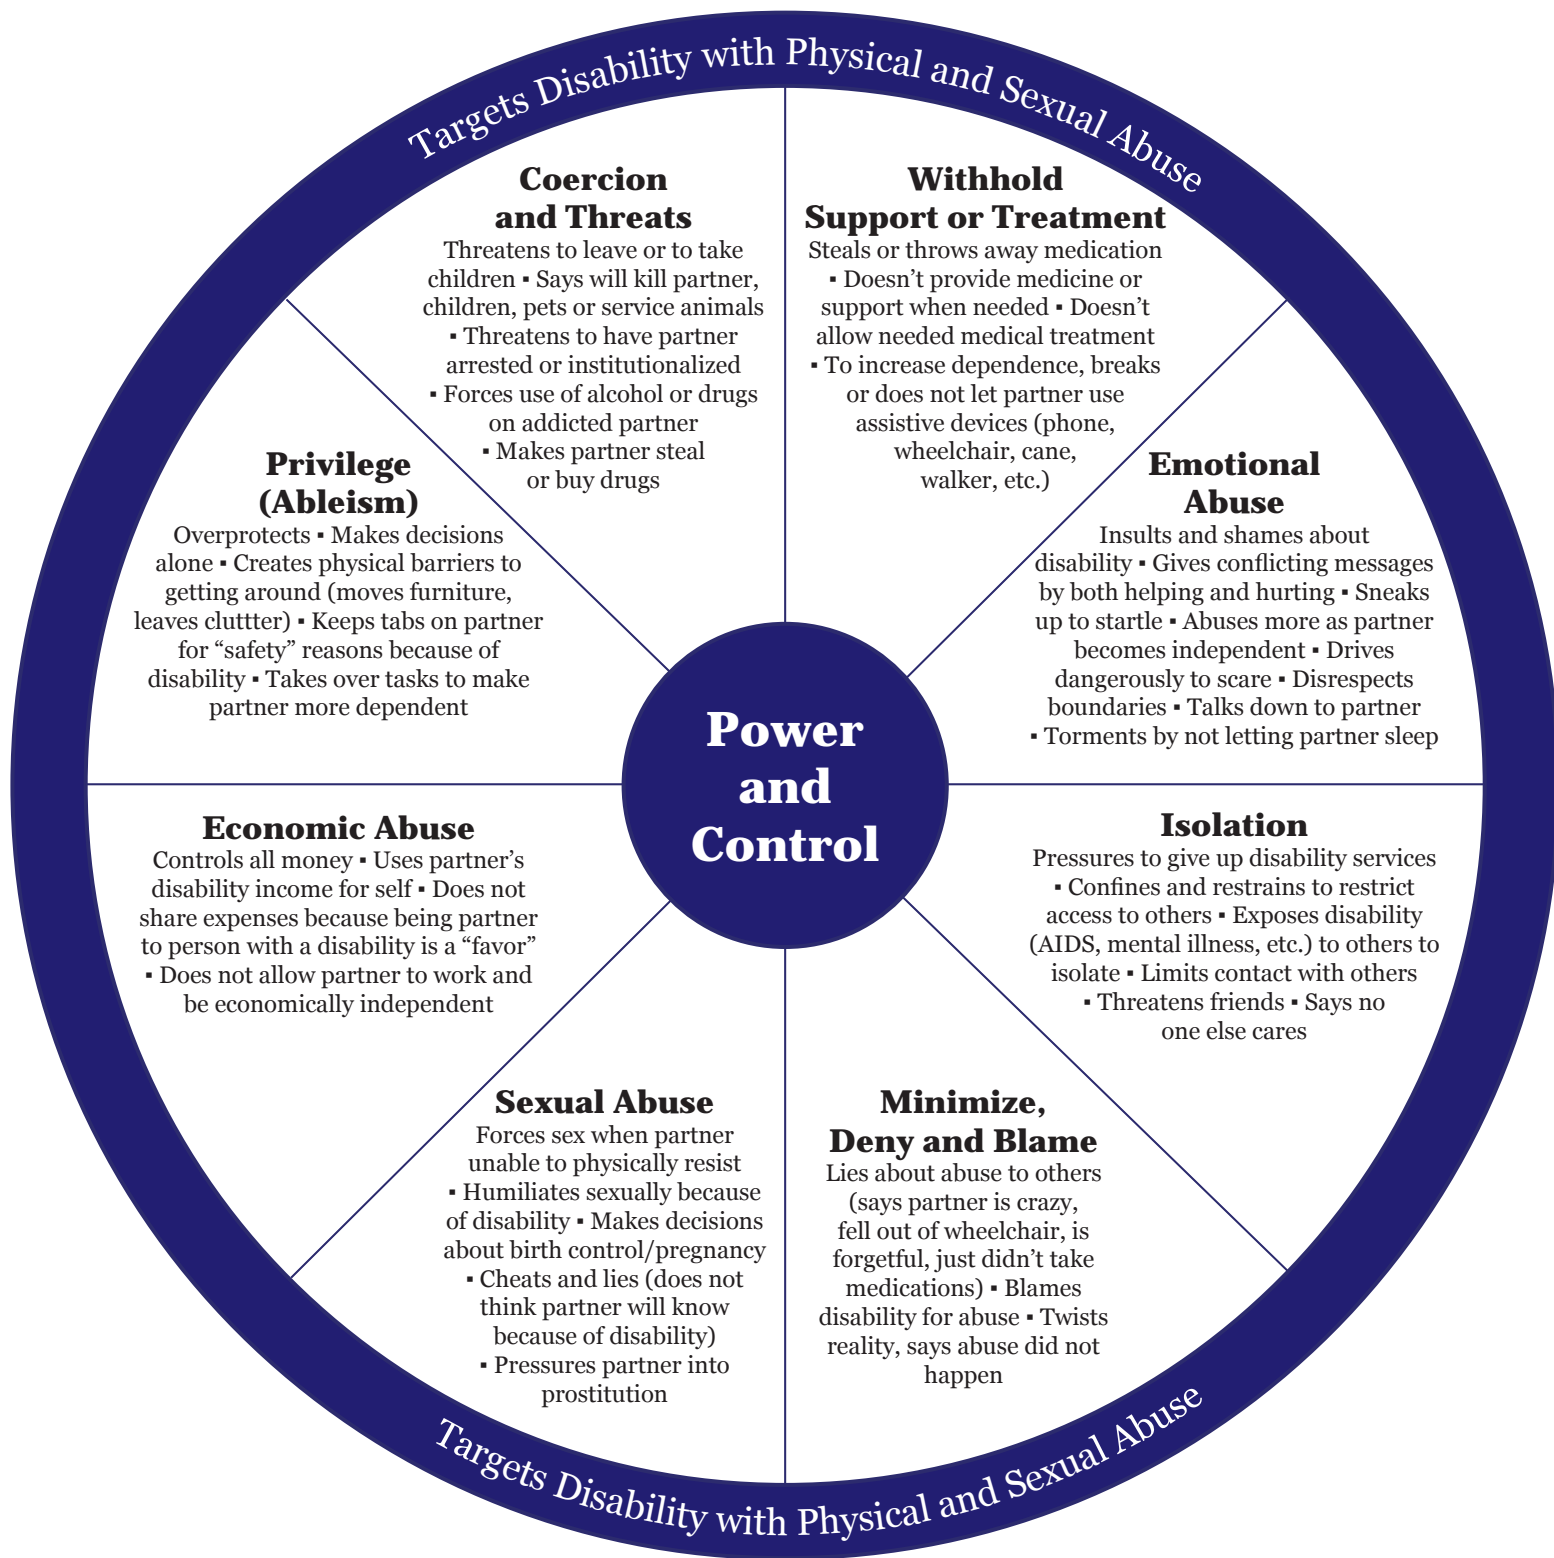 Targets Disability with Physical and Sexual Abuse
Coercion
and Threats
Threatens to leave or to take
children ▪ Says will kill partner,
children, pets or service animals
▪ Threatens to have partner
arrested or institutionalized
▪ Forces use of alcohol or drugs
on addicted partner
▪ Makes partner steal
or buy drugs
Withhold
Support or Treatment
Steals or throws away medication
▪ Doesn’t provide medicine or
support when needed ▪ Doesn’t
allow needed medical treatment
▪ To increase dependence, breaks
or does not let partner use
assistive devices (phone,
wheelchair, cane,
walker, etc.)
Privilege
(Ableism)
Overprotects ▪ Makes decisions
alone ▪ Creates physical barriers to
getting around (moves furniture,
leaves cluttter) ▪ Keeps tabs on partner
for “safety” reasons because of
disability ▪ Takes over tasks to make
partner more dependent
Emotional
Abuse
Insults and shames about
disability ▪ Gives conflicting messages
by both helping and hurting ▪ Sneaks
up to startle ▪ Abuses more as partner
becomes independent ▪ Drives
dangerously to scare ▪ Disrespects
boundaries ▪ Talks down to partner
▪ Torments by not letting partner sleep
Power
and
Control
Economic Abuse
Controls all money ▪ Uses partner’s
disability income for self ▪ Does not
share expenses because being partner
to person with a disability is a “favor”
▪ Does not allow partner to work and
be economically independent
Isolation
Pressures to give up disability services
▪ Confines and restrains to restrict
access to others ▪ Exposes disability
(AIDS, mental illness, etc.) to others to
isolate ▪ Limits contact with others
▪ Threatens friends ▪ Says no
one else cares
Sexual Abuse
Forces sex when partner
unable to physically resist
▪ Humiliates sexually because
of disability ▪ Makes decisions
about birth control/pregnancy
▪ Cheats and lies (does not
think partner will know
because of disability)
▪ Pressures partner into
prostitution
Minimize,
Deny and Blame
Lies about abuse to others
(says partner is crazy,
fell out of wheelchair, is
forgetful, just didn’t take
medications) ▪ Blames
disability for abuse ▪ Twists
reality, says abuse did not
happen
Targets Disability with Physical and Sexual Abuse